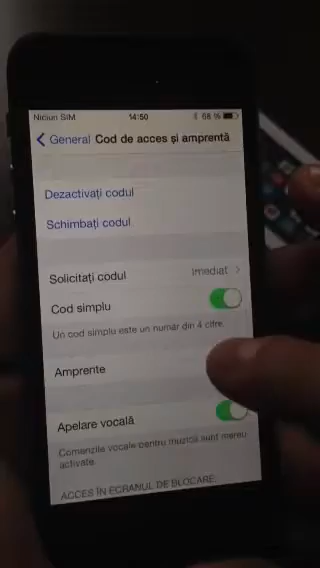 Niciun SIM 14:50 68 %
General Cod de acces și amprentă
Dezactivați codul
Schimbați codul
Solicitați codul Imediat
Cod simplu
Un cod simplu este un număr din 4 cifre.
Amprente
Apelare vocală
Comenzile vocale pentru muzică sunt mereu
activate.
ACCES ÎN ECRANUL DE BLOCARE: